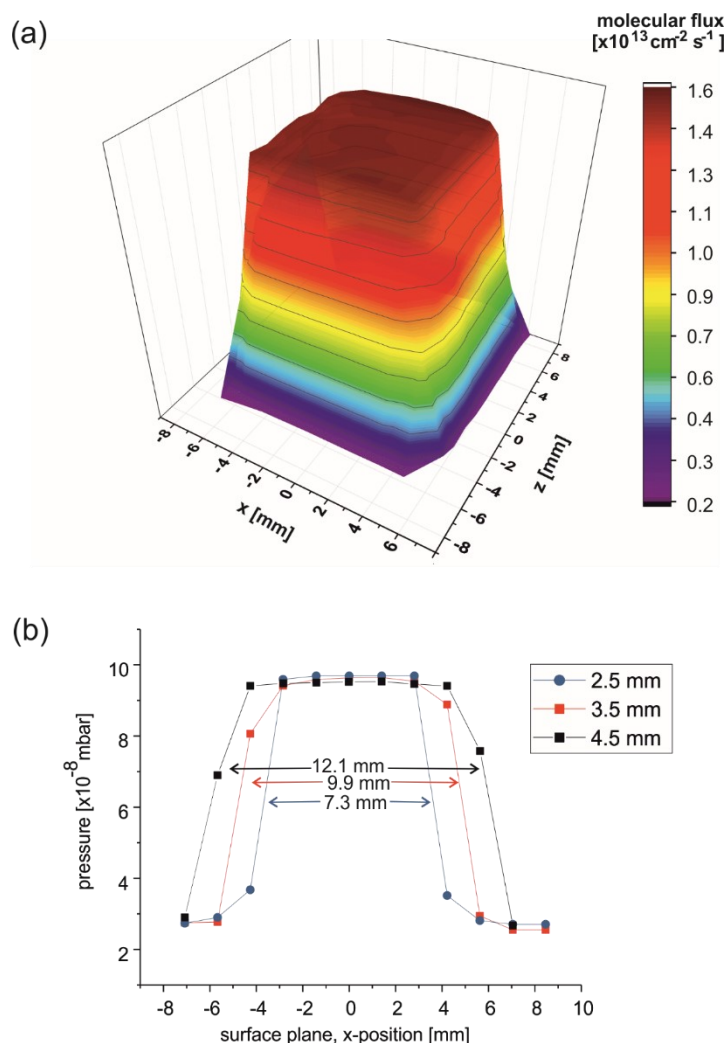 (a)
molecular flux
[x10¹³ cm⁻² s⁻¹]
1.6
1.4
1.3
1.1
1.0
0.9
0.7
0.6
0.4
0.3
0.2
-8
-6
-4
-2
0
2
4
6
x [mm]
8
6
4
2
0
-2
-4
-6
-8
z [mm]
(b)
10
8
6
4
2
pressure [x10⁻⁸ mbar]
12.1 mm
9.9 mm
7.3 mm
2.5 mm
3.5 mm
4.5 mm
-8 -6 -4 -2 0 2 4 6 8 10
surface plane, x-position [mm]